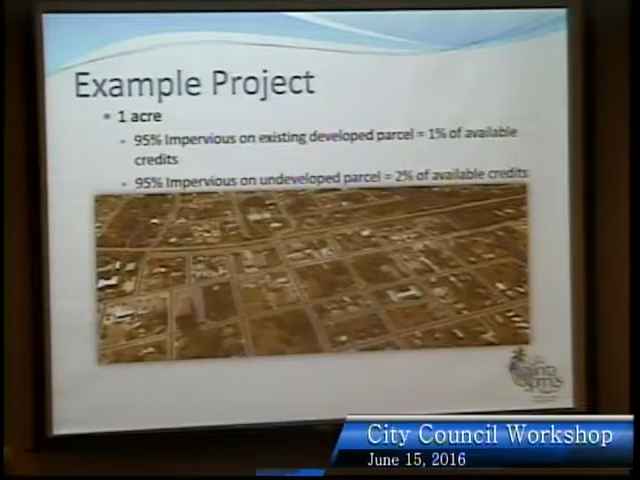 Example Project
• 1 acre
- 95% Impervious on existing developed parcel = 1% of available
credits
- 95% Impervious on undeveloped parcel = 2% of available credits
Springs
City Council Workshop
June 15, 2016